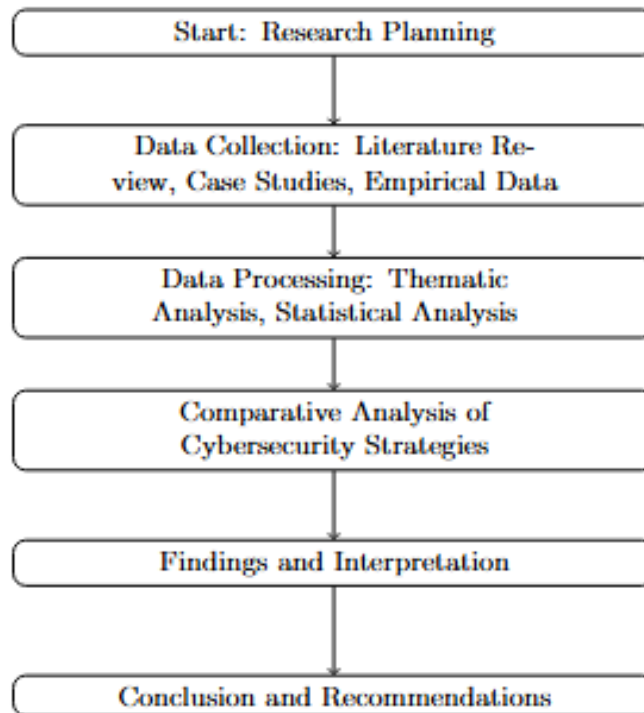 Start: Research Planning
Data Collection: Literature Re-
view, Case Studies, Empirical Data
Data Processing: Thematic
Analysis, Statistical Analysis
Comparative Analysis of
Cybersecurity Strategies
Findings and Interpretation
Conclusion and Recommendations